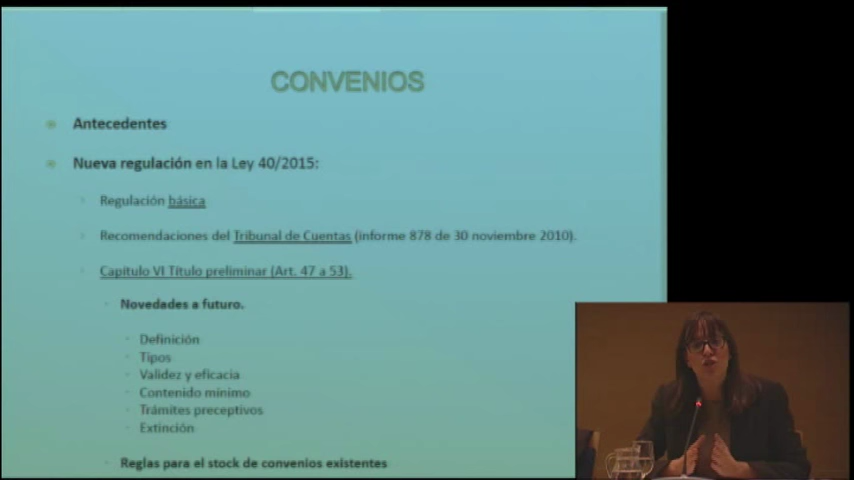 CONVENIOS
Antecedentes
Nueva regulación en la Ley 40/2015:
Regulación básica
Recomendaciones del Tribunal de Cuentas (informe 878 de 30 noviembre 2010).
Capítulo VI Título preliminar (Art. 47 a 53).
Novedades a futuro.
Definición
Tipos
Validez y eficacia
Contenido mínimo
Trámites preceptivos
Extinción
Reglas para el stock de convenios existentes